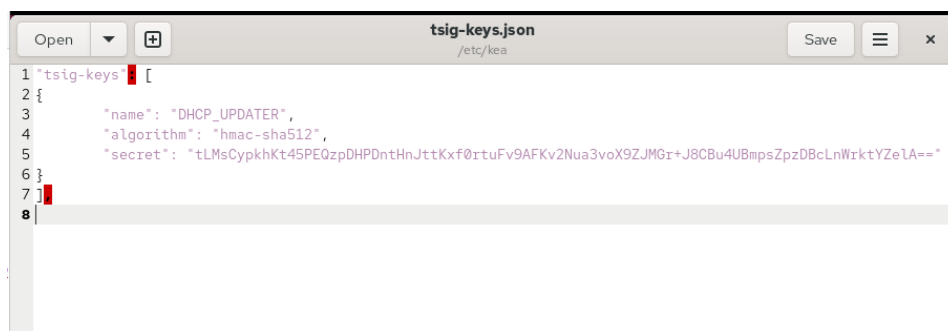 Open
tsig-keys.json
/etc/kea
Save
1 "tsig-keys": [
2 {
3 "name": "DHCP_UPDATER",
4 "algorithm": "hmac-sha512",
5 "secret": "tLMsCypkhKt45PEQzpDHPDntHnJttKxf0rtuFv9AFKv2Nua3voX9ZJMGr+J8CBu4UBmpsZpzDBcLnWrktYZelA=="
6 }
7 ],
8